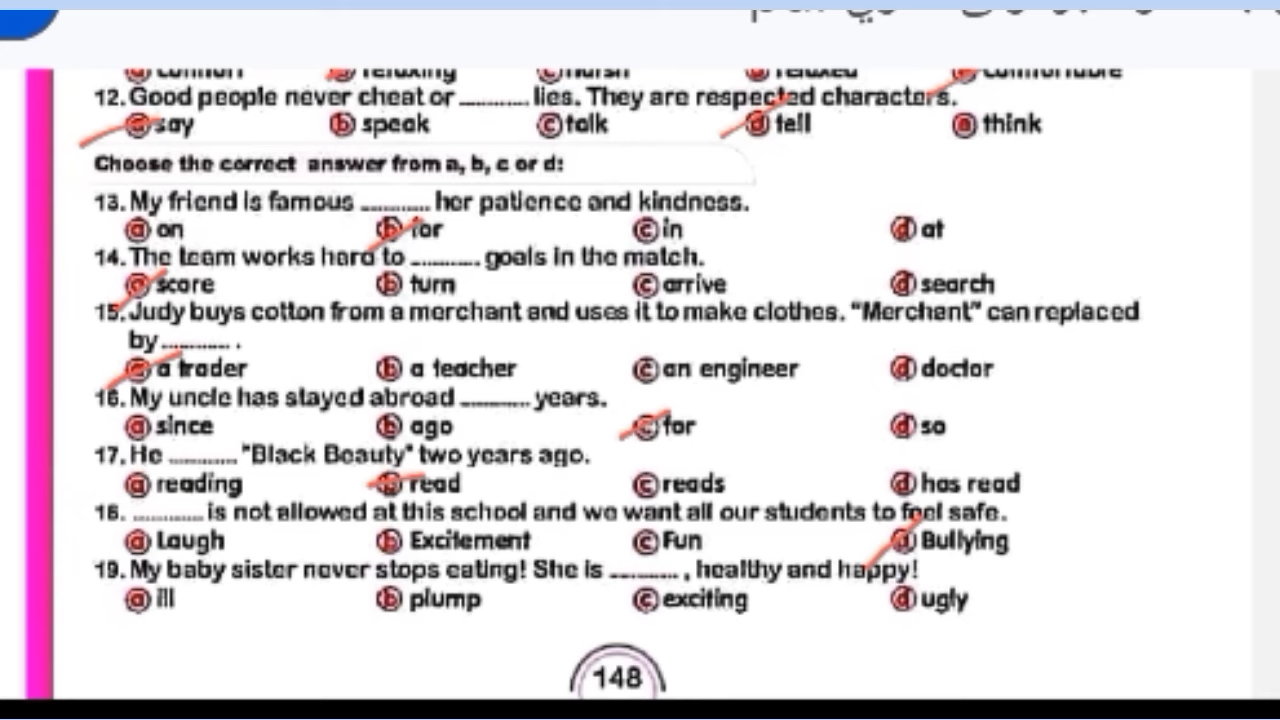 12. Good people never cheat or .......... lies. They are respected characters.
a say b speak c talk d tell e think
Choose the correct answer from a, b, c or d:
13. My friend is famous .......... her patience and kindness.
a on b for c in d at
14. The team works hard to .......... goals in the match.
a score b turn c arrive d search
15. Judy buys cotton from a merchant and uses it to make clothes. "Merchant" can replaced
by .......... .
a a trader b a teacher c an engineer d doctor
16. My uncle has stayed abroad .......... years.
a since b ago c for d so
17. He .......... "Black Beauty" two years ago.
a reading b read c reads d has read
18. .......... is not allowed at this school and we want all our students to feel safe.
a Laugh b Excitement c Fun d Bullying
19. My baby sister never stops eating! She is .......... , healthy and happy!
a ill b plump c exciting d ugly
148